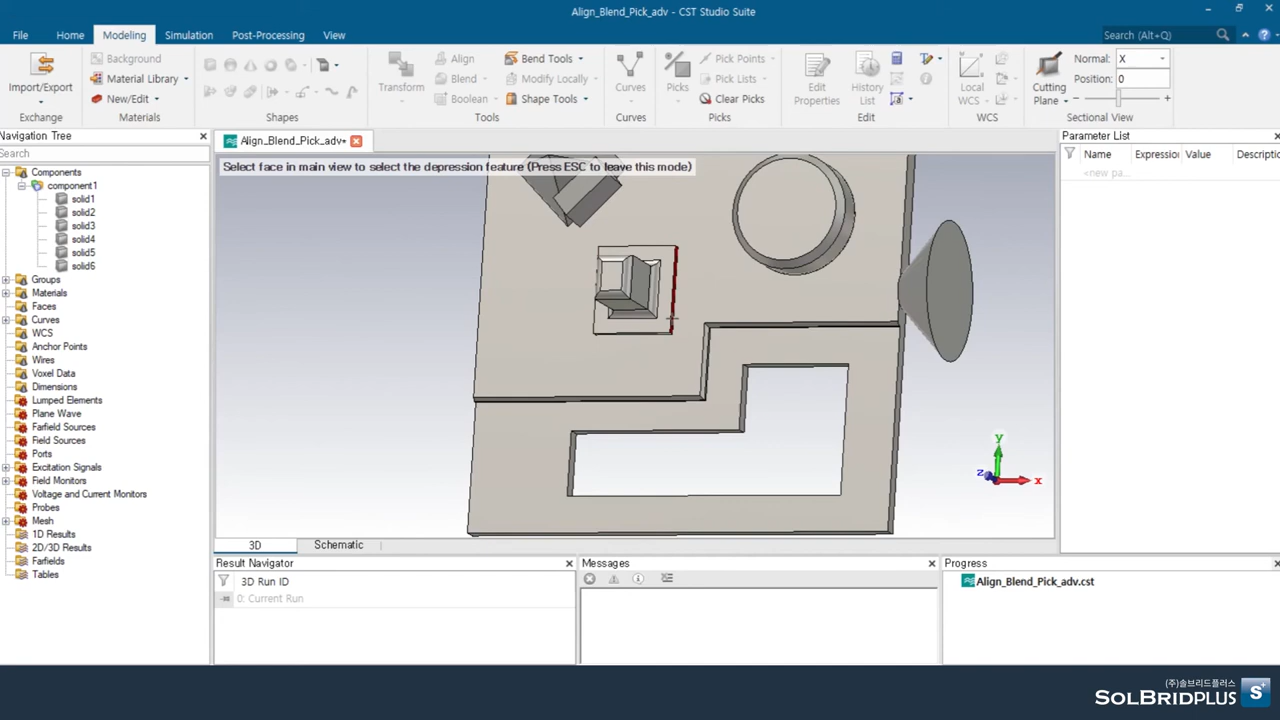 Align_Blend_Pick_adv - CST Studio Suite
File Home Modeling Simulation Post-Processing View Search (Alt+Q)
Import/Export
Exchange
Background
Material Library
New/Edit
Materials
Shapes
Transform
Align
Blend
Boolean
Bend Tools
Modify Locally
Shape Tools
Tools
Curves
Curves
Picks
Pick Points
Pick Lists
Clear Picks
Picks
Edit
Properties
History
List
Edit
Local
WCS
WCS
Cutting
Plane
Normal: X
Position: 0
Sectional View
Navigation Tree
Search
Components
component1
solid1
solid2
solid3
solid4
solid5
solid6
Groups
Materials
Faces
Curves
WCS
Anchor Points
Wires
Voxel Data
Dimensions
Lumped Elements
Plane Wave
Farfield Sources
Field Sources
Ports
Excitation Signals
Field Monitors
Voltage and Current Monitors
Probes
Mesh
1D Results
2D/3D Results
Farfields
Tables
Align_Blend_Pick_adv*
Select face in main view to select the depression feature (Press ESC to leave this mode)
y
z
x
3D Schematic
Parameter List
Name Expressio Value Descriptio
<new pa...
Result Navigator
3D Run ID
0: Current Run
Messages
Progress
Align_Blend_Pick_adv.cst
(주)솔브리드플러스
SOLBRIDPLUS
S+